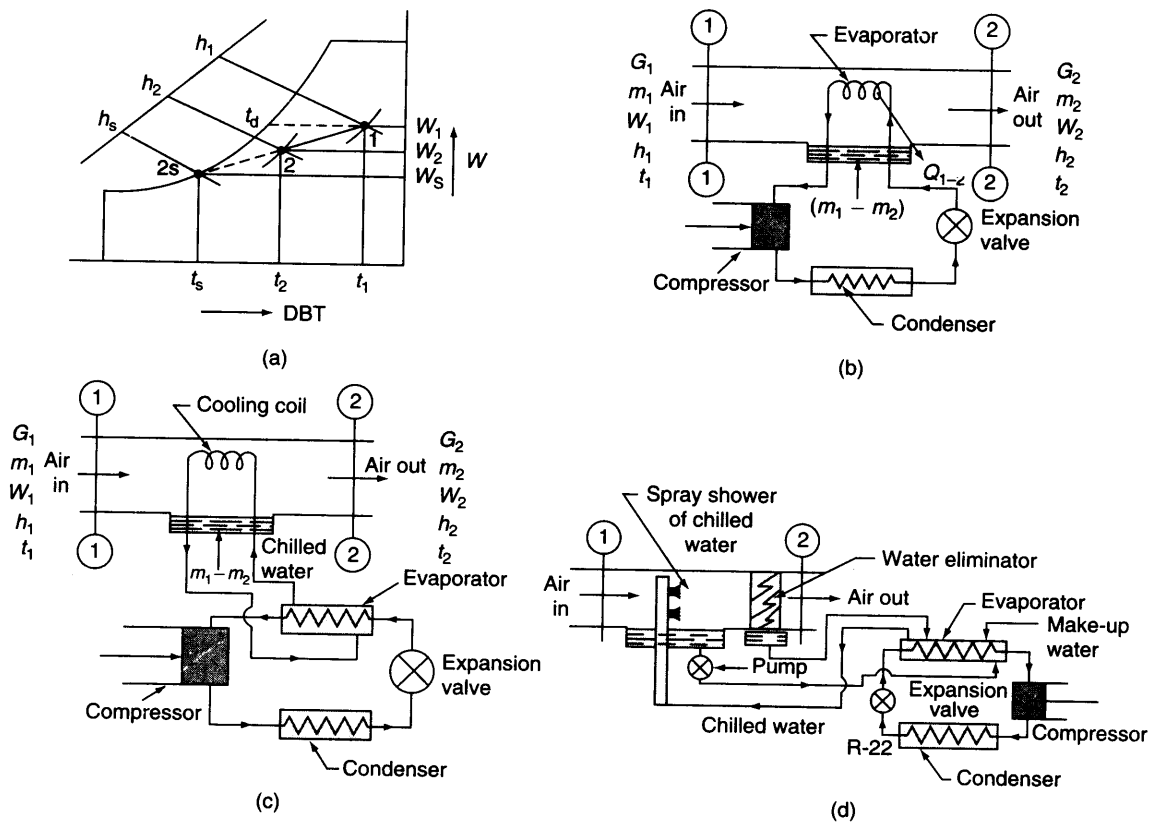 h₁
h₂
hₛ
t_d
2s
2
1
W₁
W₂
W_S
W
tₛ
t₂
t₁
DBT
(a)
1
2
Evaporator
G₁
m₁ Air
W₁ in
h₁
t₁
G₂
Air m₂
out W₂
h₂
t₂
Q₁₋₂
1
2
(m₁ − m₂)
Expansion
valve
Compressor
Condenser
(b)
1
2
Cooling coil
G₁
m₁ Air
W₁ in
h₁
t₁
G₂
Air out m₂
W₂
h₂
t₂
1
2
Chilled
water
m₁ − m₂
Evaporator
Expansion
valve
Compressor
Condenser
(c)
Spray shower
of chilled
water
1
2
Water eliminator
Air
in
Air out
Evaporator
Make-up
water
Pump
Expansion
valve
Chilled water
R-22
Compressor
Condenser
(d)